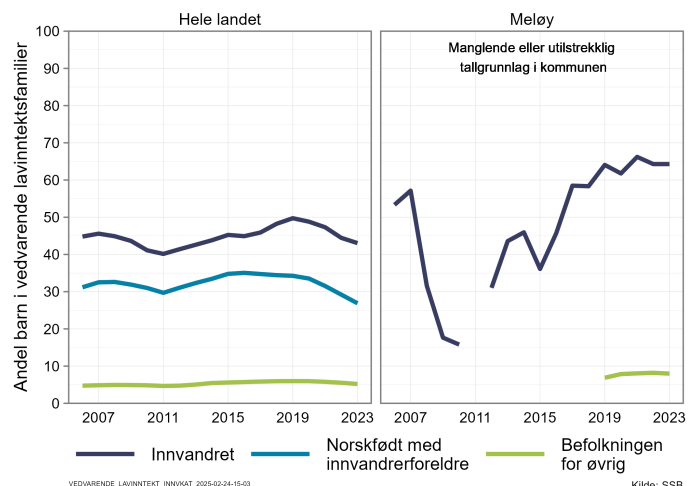 Hele landet
Meløy
Andel barn i vedvarende lavinntektsfamilier
100
90
80
70
60
50
40
30
20
10
0
Manglende eller utilstrekklig
tallgrunnlag i kommunen
2007 2011 2015 2019 2023
2007 2011 2015 2019 2023
Innvandret
Norskfødt med
innvandrerforeldre
Befolkningen
for øvrig
VEDVARENDE_LAVINNTEKT_INNVKAT_2025-02-24-15-03
Kilde: SSB